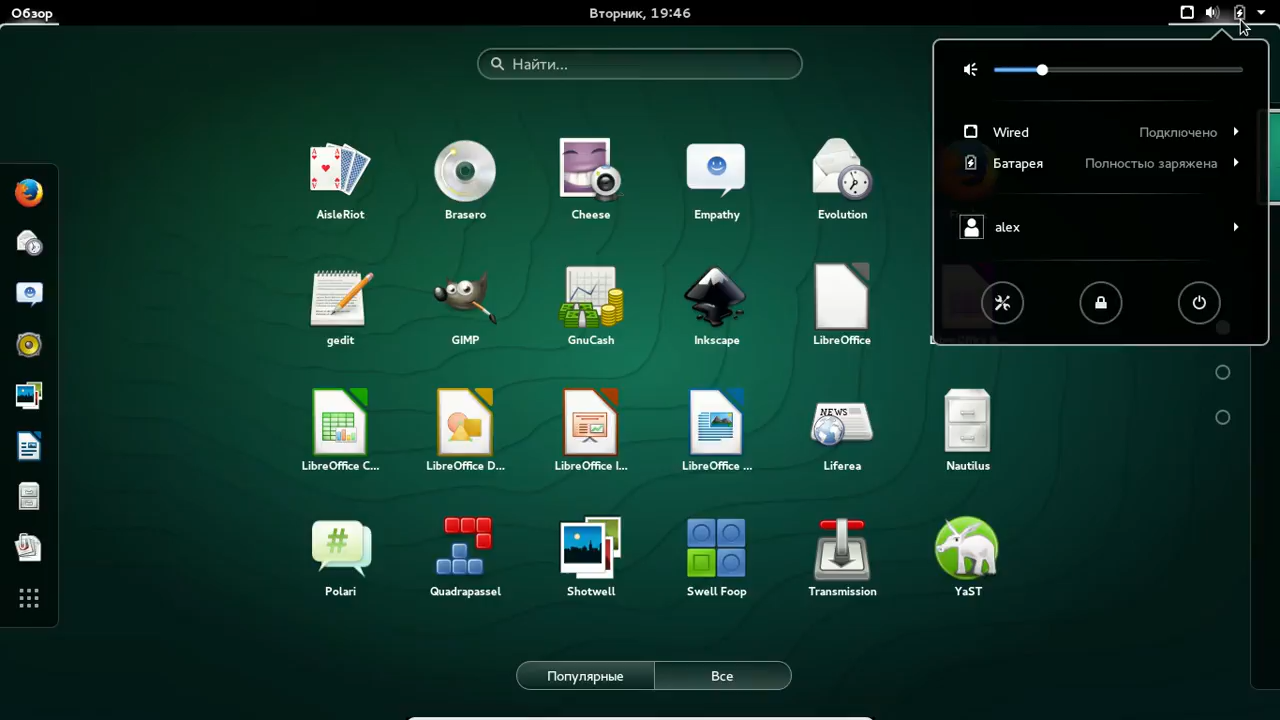 Обзор
Вторник, 19:46
Найти...
Wired
Подключено
Батарея
Полностью заряжена
alex
AisleRiot
Brasero
Cheese
Empathy
Evolution
gedit
GIMP
GnuCash
Inkscape
LibreOffice
LibreOffice C...
LibreOffice D...
LibreOffice I...
LibreOffice ...
NEWS
Liferea
Nautilus
#
Polari
Quadrapassel
Shotwell
Swell Foop
Transmission
YaST
Популярные
Все